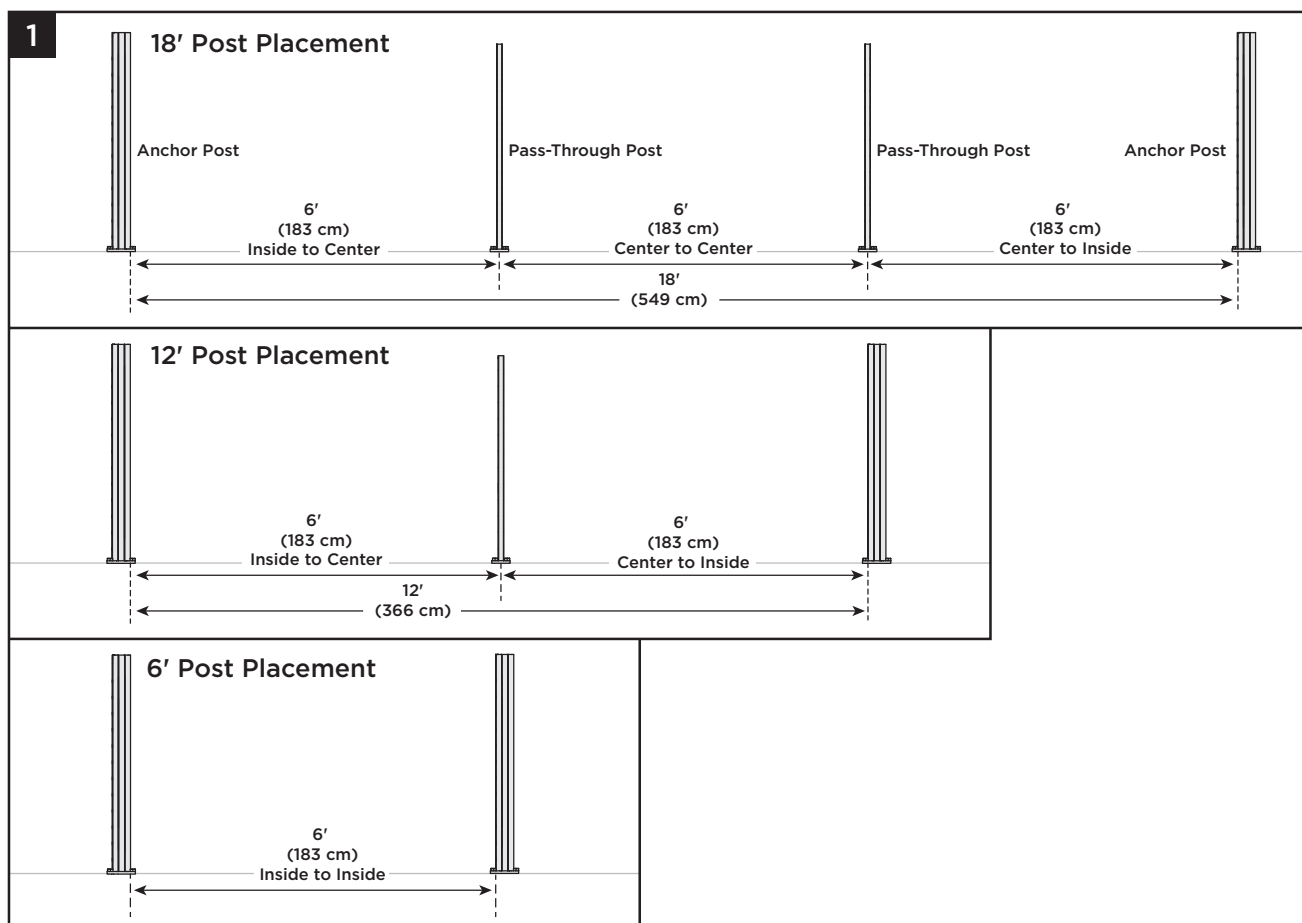 1
18' Post Placement
Anchor Post
Pass-Through Post
Pass-Through Post
Anchor Post
6'
(183 cm)
Inside to Center
6'
(183 cm)
Center to Center
6'
(183 cm)
Center to Inside
18'
(549 cm)
12' Post Placement
6'
(183 cm)
Inside to Center
6'
(183 cm)
Center to Inside
12'
(366 cm)
6' Post Placement
6'
(183 cm)
Inside to Inside